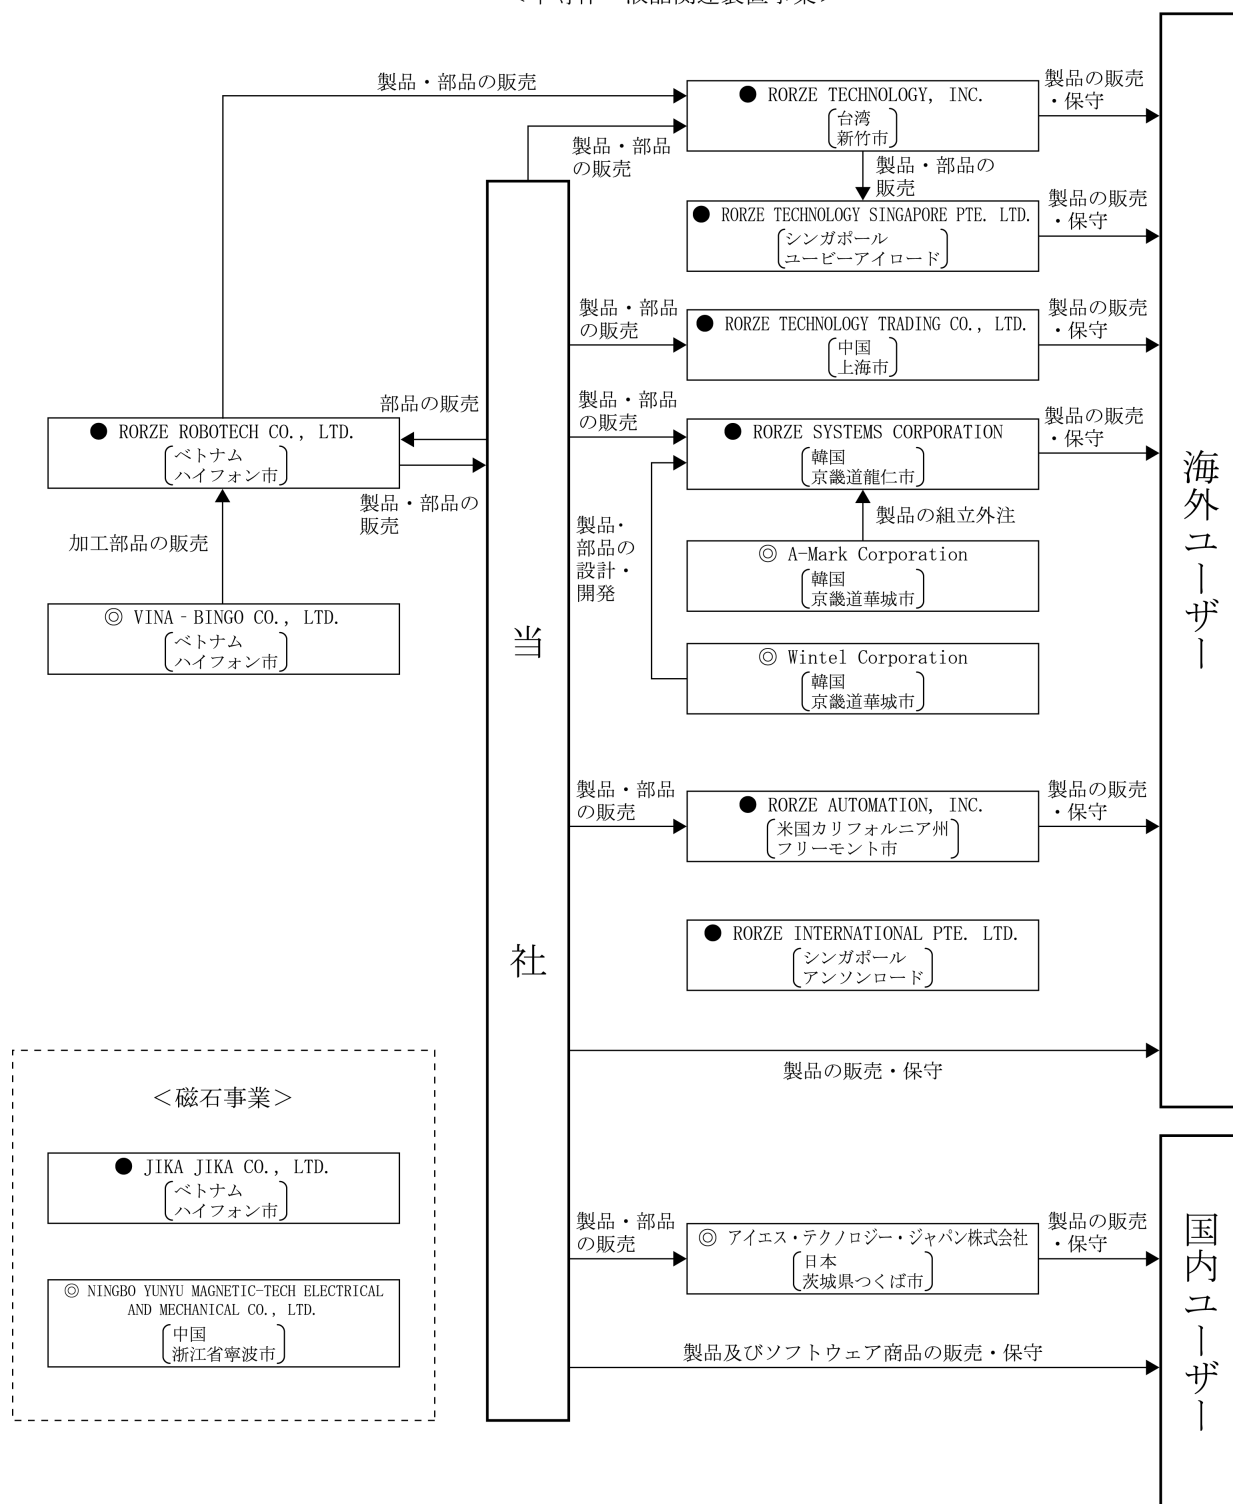 製品・部品の販売
● RORZE TECHNOLOGY, INC.
台湾
新竹市
製品の販売
・保守
製品・部品
の販売
製品・部品の
販売
● RORZE TECHNOLOGY SINGAPORE PTE. LTD.
シンガポール
ユービーアイロード
製品の販売
・保守
製品・部品
の販売
● RORZE TECHNOLOGY TRADING CO., LTD.
中国
上海市
製品の販売
・保守
部品の販売
● RORZE ROBOTECH CO., LTD.
ベトナム
ハイフォン市
製品・部品の
販売
加工部品の販売
◎ VINA‐BINGO CO., LTD.
ベトナム
ハイフォン市
当社
製品・部品
の販売
● RORZE SYSTEMS CORPORATION
韓国
京畿道龍仁市
製品の販売
・保守
製品の組立外注
製品・
部品の
設計・
開発
◎ A-Mark Corporation
韓国
京畿道華城市
◎ Wintel Corporation
韓国
京畿道華城市
製品・部品
の販売
● RORZE AUTOMATION, INC.
米国カリフォルニア州
フリーモント市
製品の販売
・保守
● RORZE INTERNATIONAL PTE. LTD.
シンガポール
アンソンロード
製品の販売・保守
海外ユーザー
＜磁石事業＞
● JIKA JIKA CO., LTD.
ベトナム
ハイフォン市
◎ NINGBO YUNYU MAGNETIC-TECH ELECTRICAL
AND MECHANICAL CO., LTD.
中国
浙江省寧波市
製品・部品
の販売
◎ アイエス・テクノロジー・ジャパン株式会社
日本
茨城県つくば市
製品の販売
・保守
製品及びソフトウェア商品の販売・保守
国内ユーザー